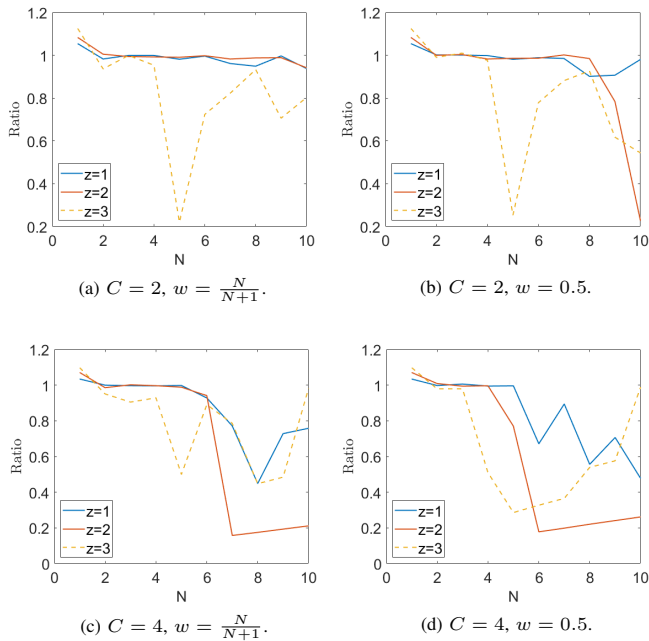 1.2
1
0.8
0.6
0.4
0.2
Ratio
z=1
z=2
z=3
0 2 4 6 8 10
N
(a) C = 2, w = N/(N+1).
1.2
1
0.8
0.6
0.4
0.2
Ratio
z=1
z=2
z=3
0 2 4 6 8 10
N
(b) C = 2, w = 0.5.
1.2
1
0.8
0.6
0.4
0.2
0
Ratio
z=1
z=2
z=3
0 2 4 6 8 10
N
(c) C = 4, w = N/(N+1).
1.2
1
0.8
0.6
0.4
0.2
0
Ratio
z=1
z=2
z=3
0 2 4 6 8 10
N
(d) C = 4, w = 0.5.